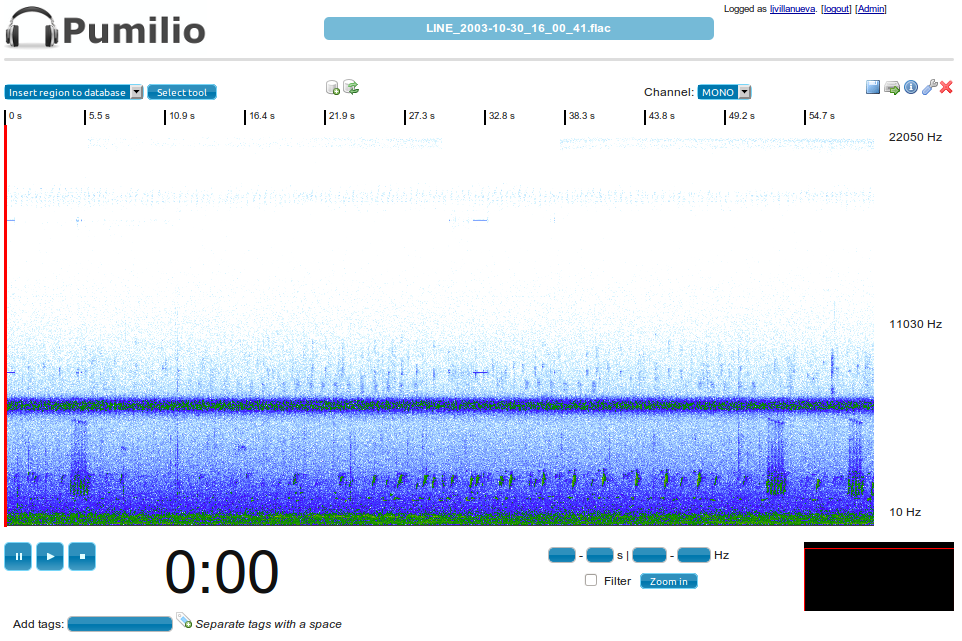 Logged as ljvillanueva. [logout] [Admin]
Pumilio
LINE_2003-10-30_16_00_41.flac
Insert region to database Select tool Channel: MONO
0 s 5.5 s 10.9 s 16.4 s 21.9 s 27.3 s 32.8 s 38.3 s 43.8 s 49.2 s 54.7 s
22050 Hz
11030 Hz
10 Hz
0:00
- s | - Hz
Filter Zoom in
Add tags: Separate tags with a space